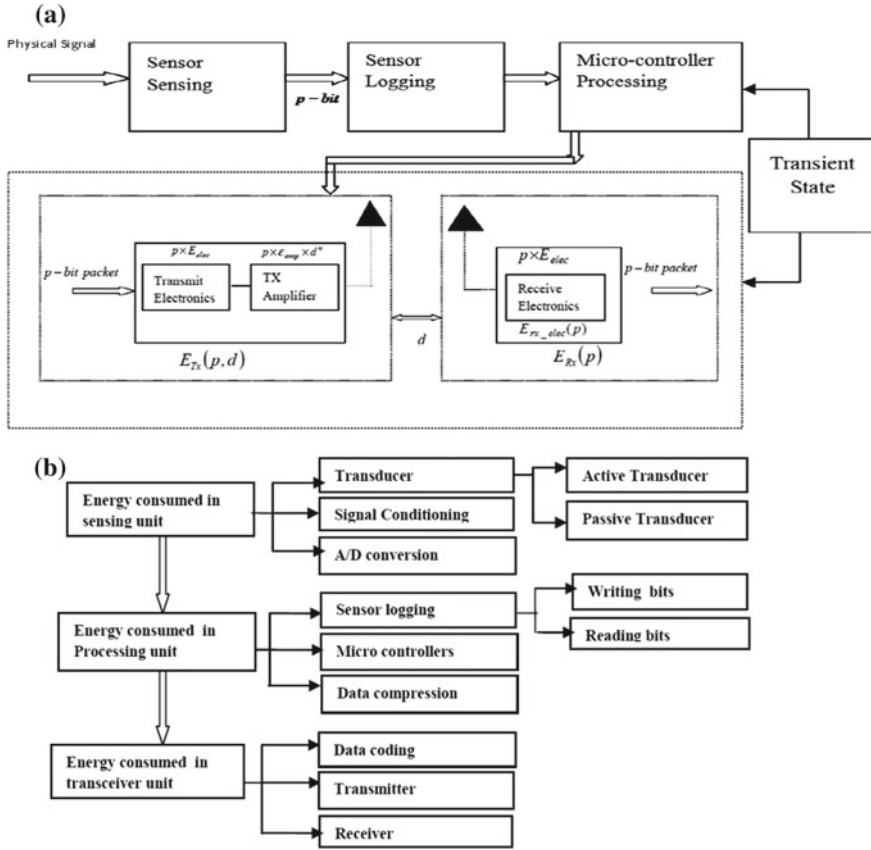 (a)
Physical Signal
Sensor
Sensing
p-bit
Sensor
Logging
Micro-controller
Processing
Transient
State
p-bit packet
p×E_elec
Transmit
Electronics
p×ε_amp×d^n
TX
Amplifier
E_Tx(p,d)
d
p×E_elec
Receive
Electronics
E_rx_elec(p)
E_Rx(p)
p-bit packet
(b)
Energy consumed in
sensing unit
Transducer
Signal Conditioning
A/D conversion
Active Transducer
Passive Transducer
Energy consumed in
Processing unit
Sensor logging
Micro controllers
Data compression
Writing bits
Reading bits
Energy consumed in
transceiver unit
Data coding
Transmitter
Receiver